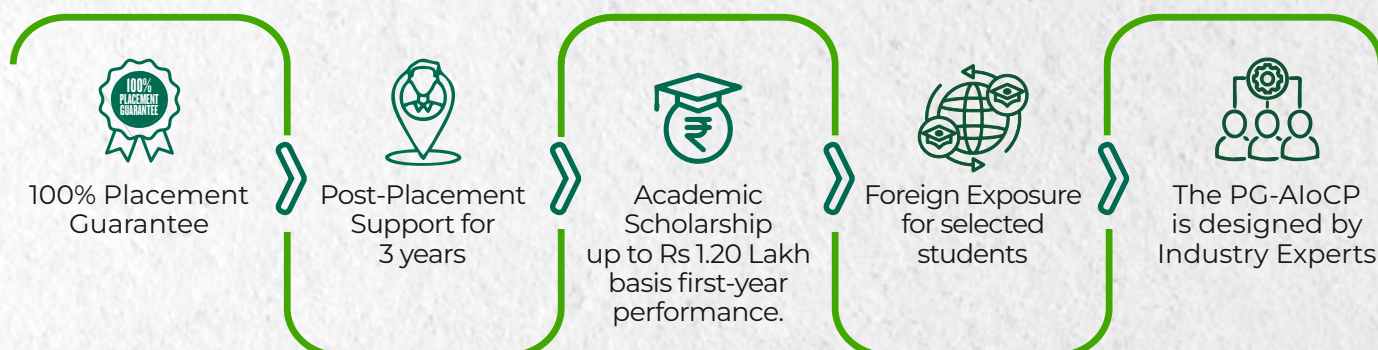 100%
PLACEMENT
GUARANTEE
100% Placement
Guarantee
Post-Placement
Support for
3 years
₹
Academic
Scholarship
up to Rs 1.20 Lakh
basis first-year
performance.
Foreign Exposure
for selected
students
The PG-AIoCP
is designed by
Industry Experts